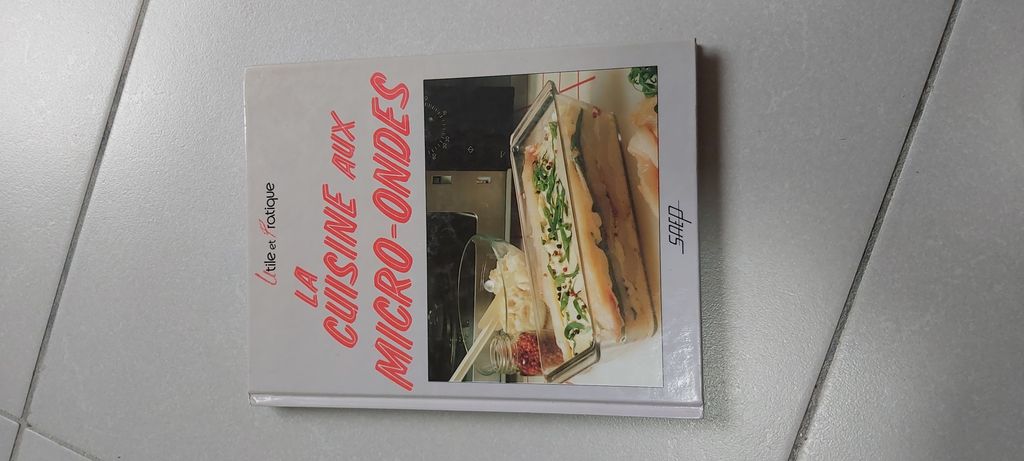 Utile et Pratique
LA
CUISINE AUX
MICRO-ONDES
SAEP